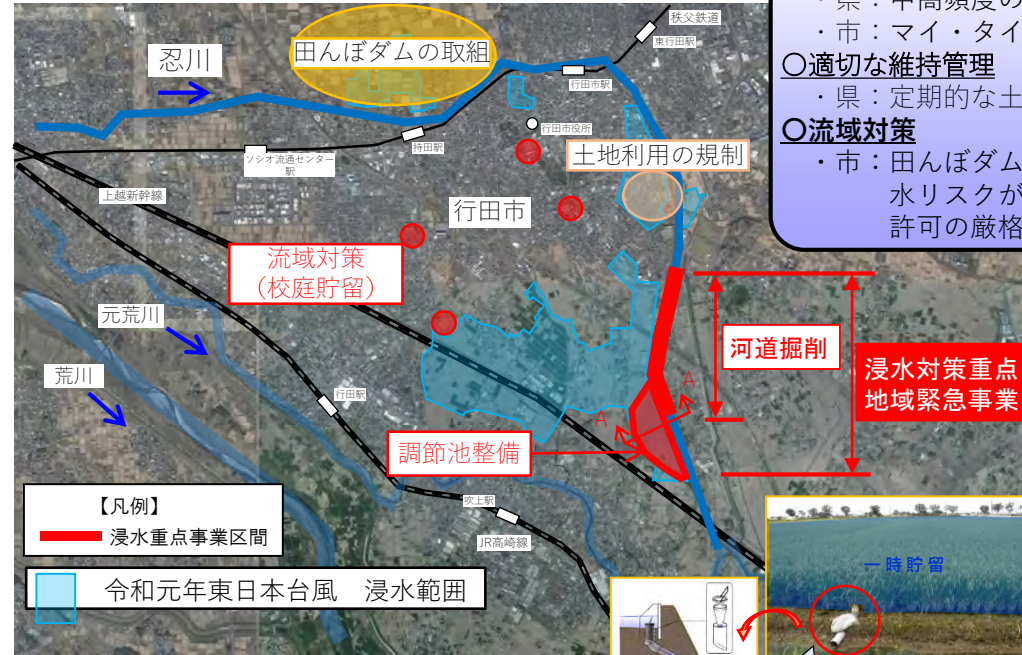 ・県：中高頻度の
・市：マイ・タイ
〇適切な維持管理
・県：定期的な土
〇流域対策
・市：田んぼダム
水リスクが
許可の厳格
秩父鉄道
東行田駅
田んぼダムの取組
忍川
行田市駅
行田市役所
持田駅
ソシオ流通センター
駅
土地利用の規制
上越新幹線
行田市
流域対策
（校庭貯留）
元荒川
河道掘削
荒川
浸水対策重点
地域緊急事業
A
A
行田駅
調節池整備
吹上駅
JR高崎線
【凡例】
浸水重点事業区間
令和元年東日本台風　浸水範囲
一時貯留